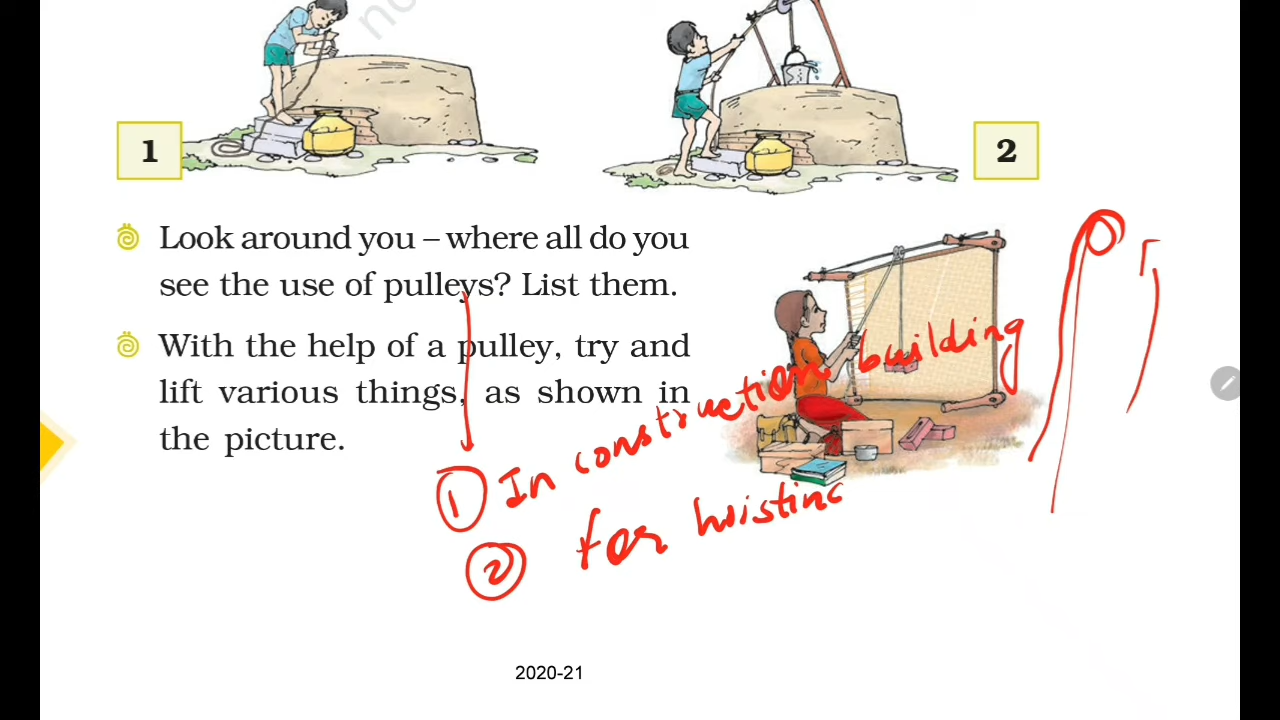 no
1
2
Look around you – where all do you
see the use of pulleys? List them.
With the help of a pulley, try and
lift various things, as shown in
the picture.
① In construction building
② for hoisting
2020-21